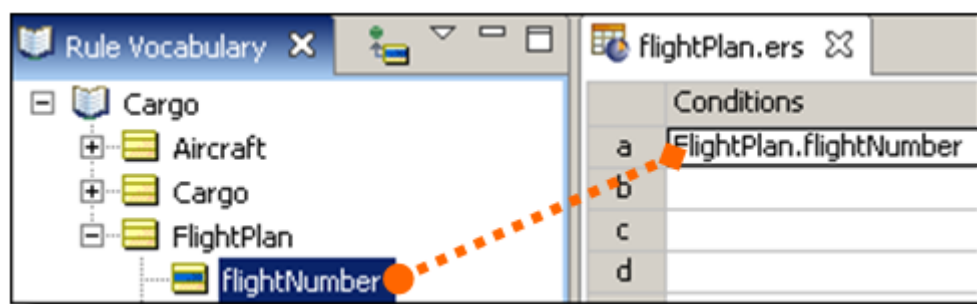 Rule Vocabulary
Cargo
Aircraft
Cargo
FlightPlan
flightNumber
flightPlan.ers
Conditions
a FlightPlan.flightNumber
b
c
d